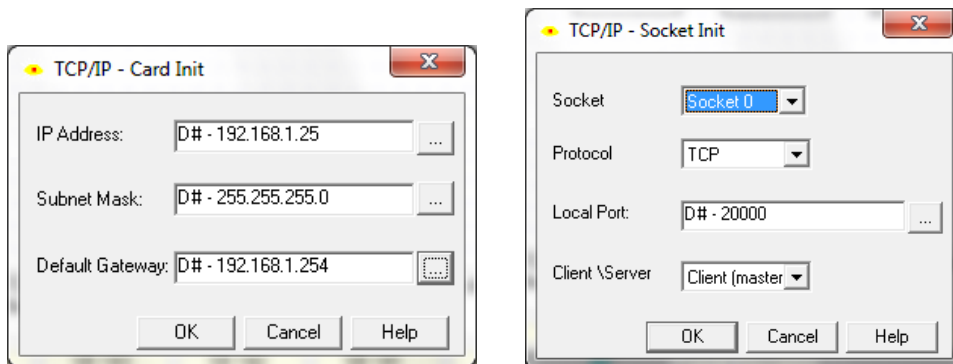 TCP/IP - Card Init
IP Address:
D# - 192.168.1.25
...
Subnet Mask:
D# - 255.255.255.0
...
Default Gateway:
D# - 192.168.1.254
...
OK
Cancel
Help
TCP/IP - Socket Init
Socket
Socket 0
Protocol
TCP
Local Port:
D# - 20000
...
Client \Server
Client (master
OK
Cancel
Help